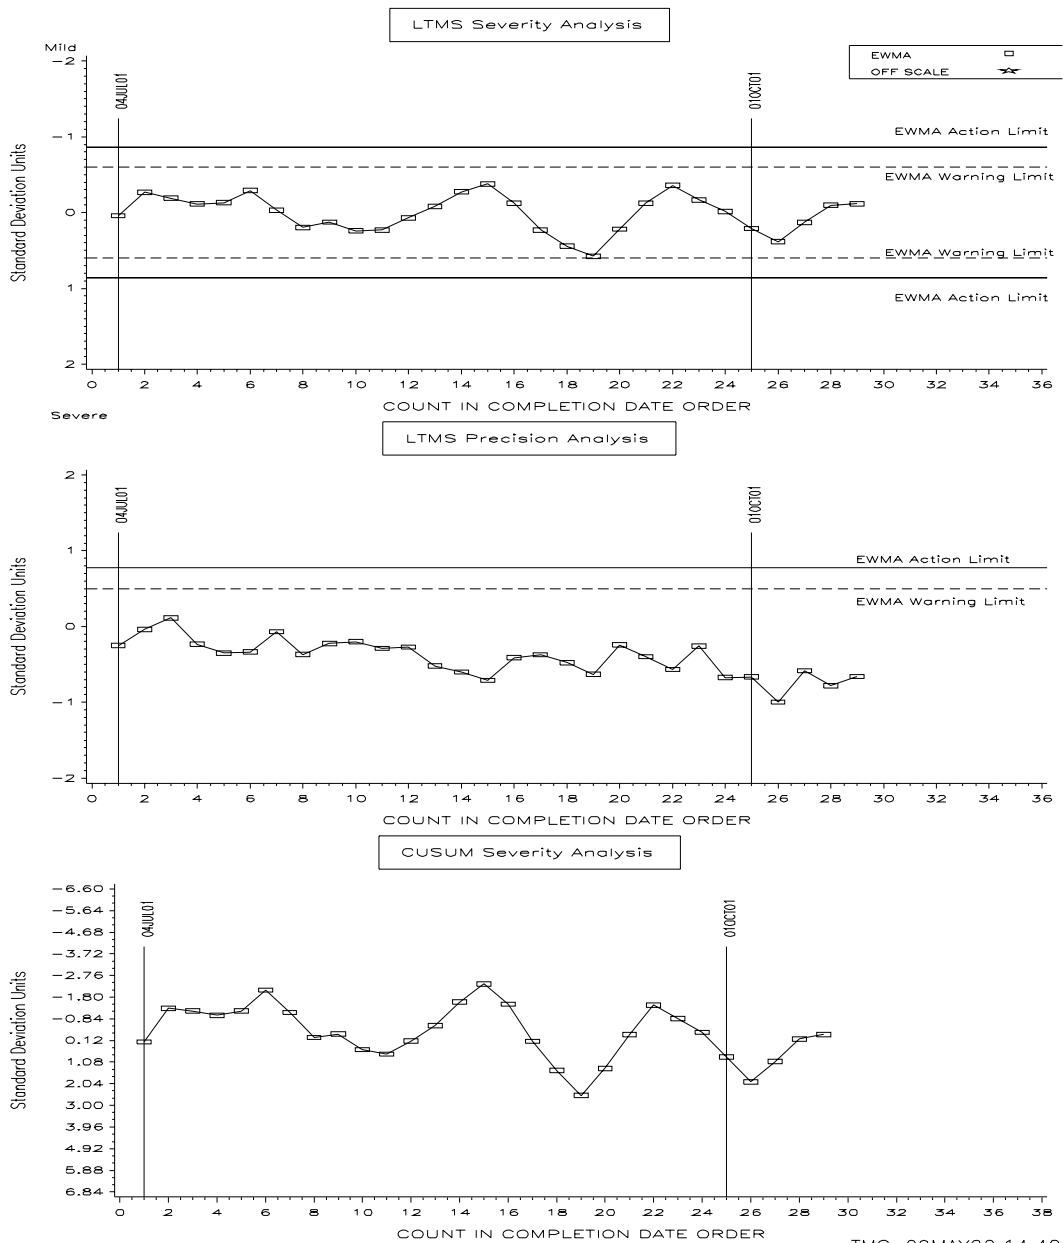 LTMS Severity Analysis
Mild
EWMA
OFF SCALE
-2
-1
0
1
2
Standard Deviation Units
04JUL01
01OCT01
EWMA Action Limit
EWMA Warning Limit
EWMA Warning Limit
EWMA Action Limit
0 2 4 6 8 10 12 14 16 18 20 22 24 26 28 30 32 34 36
COUNT IN COMPLETION DATE ORDER
Severe
LTMS Precision Analysis
2
1
0
-1
-2
Standard Deviation Units
04JUL01
01OCT01
EWMA Action Limit
EWMA Warning Limit
0 2 4 6 8 10 12 14 16 18 20 22 24 26 28 30 32 34 36
COUNT IN COMPLETION DATE ORDER
CUSUM Severity Analysis
-6.60
-5.64
-4.68
-3.72
-2.76
-1.80
-0.84
0.12
1.08
2.04
3.00
3.96
4.92
5.88
6.84
Standard Deviation Units
04JUL01
01OCT01
0 2 4 6 8 10 12 14 16 18 20 22 24 26 28 30 32 34 36 38
COUNT IN COMPLETION DATE ORDER